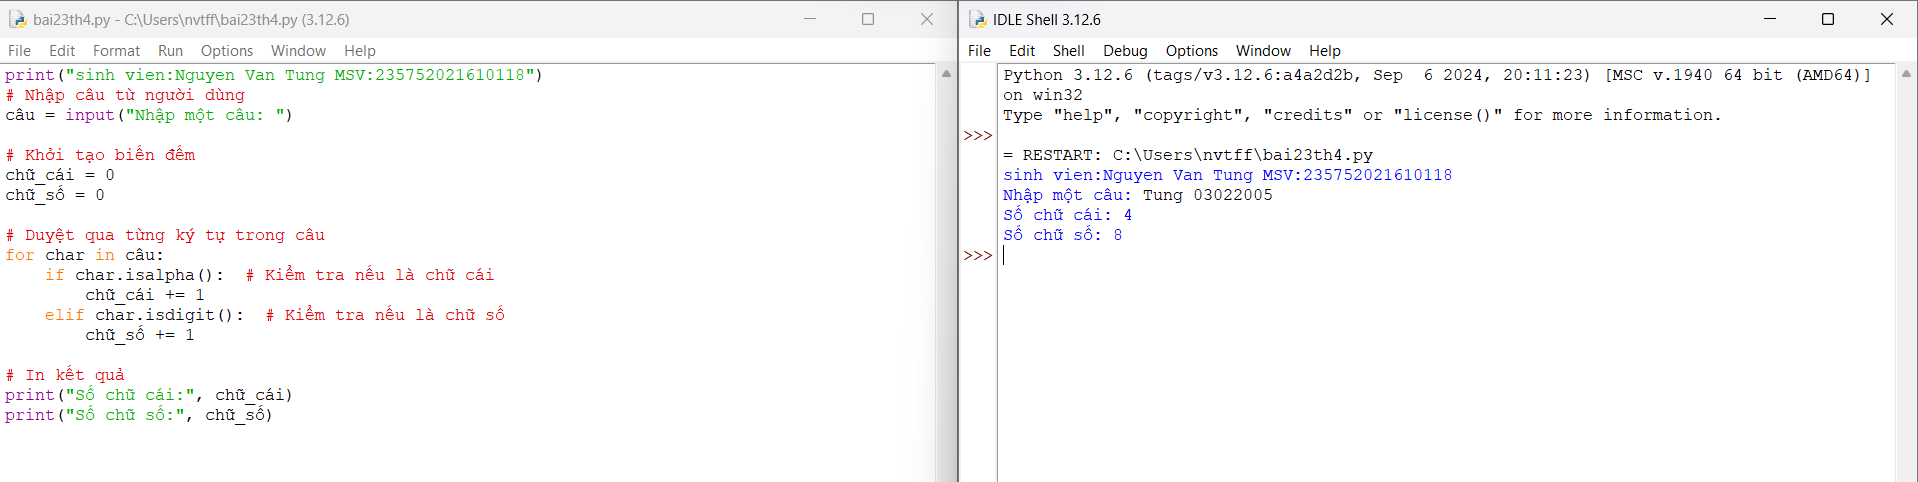 bai23th4.py - C:\Users\nvtff\bai23th4.py (3.12.6)
File Edit Format Run Options Window Help
print("sinh vien:Nguyen Van Tung MSV:235752021610118")
# Nhập câu từ người dùng
câu = input("Nhập một câu: ")
# Khởi tạo biến đếm
chữ_cái = 0
chữ_số = 0
# Duyệt qua từng ký tự trong câu
for char in câu:
    if char.isalpha():  # Kiểm tra nếu là chữ cái
        chữ_cái += 1
    elif char.isdigit():  # Kiểm tra nếu là chữ số
        chữ_số += 1
# In kết quả
print("Số chữ cái:", chữ_cái)
print("Số chữ số:", chữ_số)
IDLE Shell 3.12.6
File Edit Shell Debug Options Window Help
Python 3.12.6 (tags/v3.12.6:a4a2d2b, Sep  6 2024, 20:11:23) [MSC v.1940 64 bit (AMD64)]
on win32
Type "help", "copyright", "credits" or "license()" for more information.
>>>
= RESTART: C:\Users\nvtff\bai23th4.py
sinh vien:Nguyen Van Tung MSV:235752021610118
Nhập một câu: Tung 03022005
Số chữ cái: 4
Số chữ số: 8
>>>